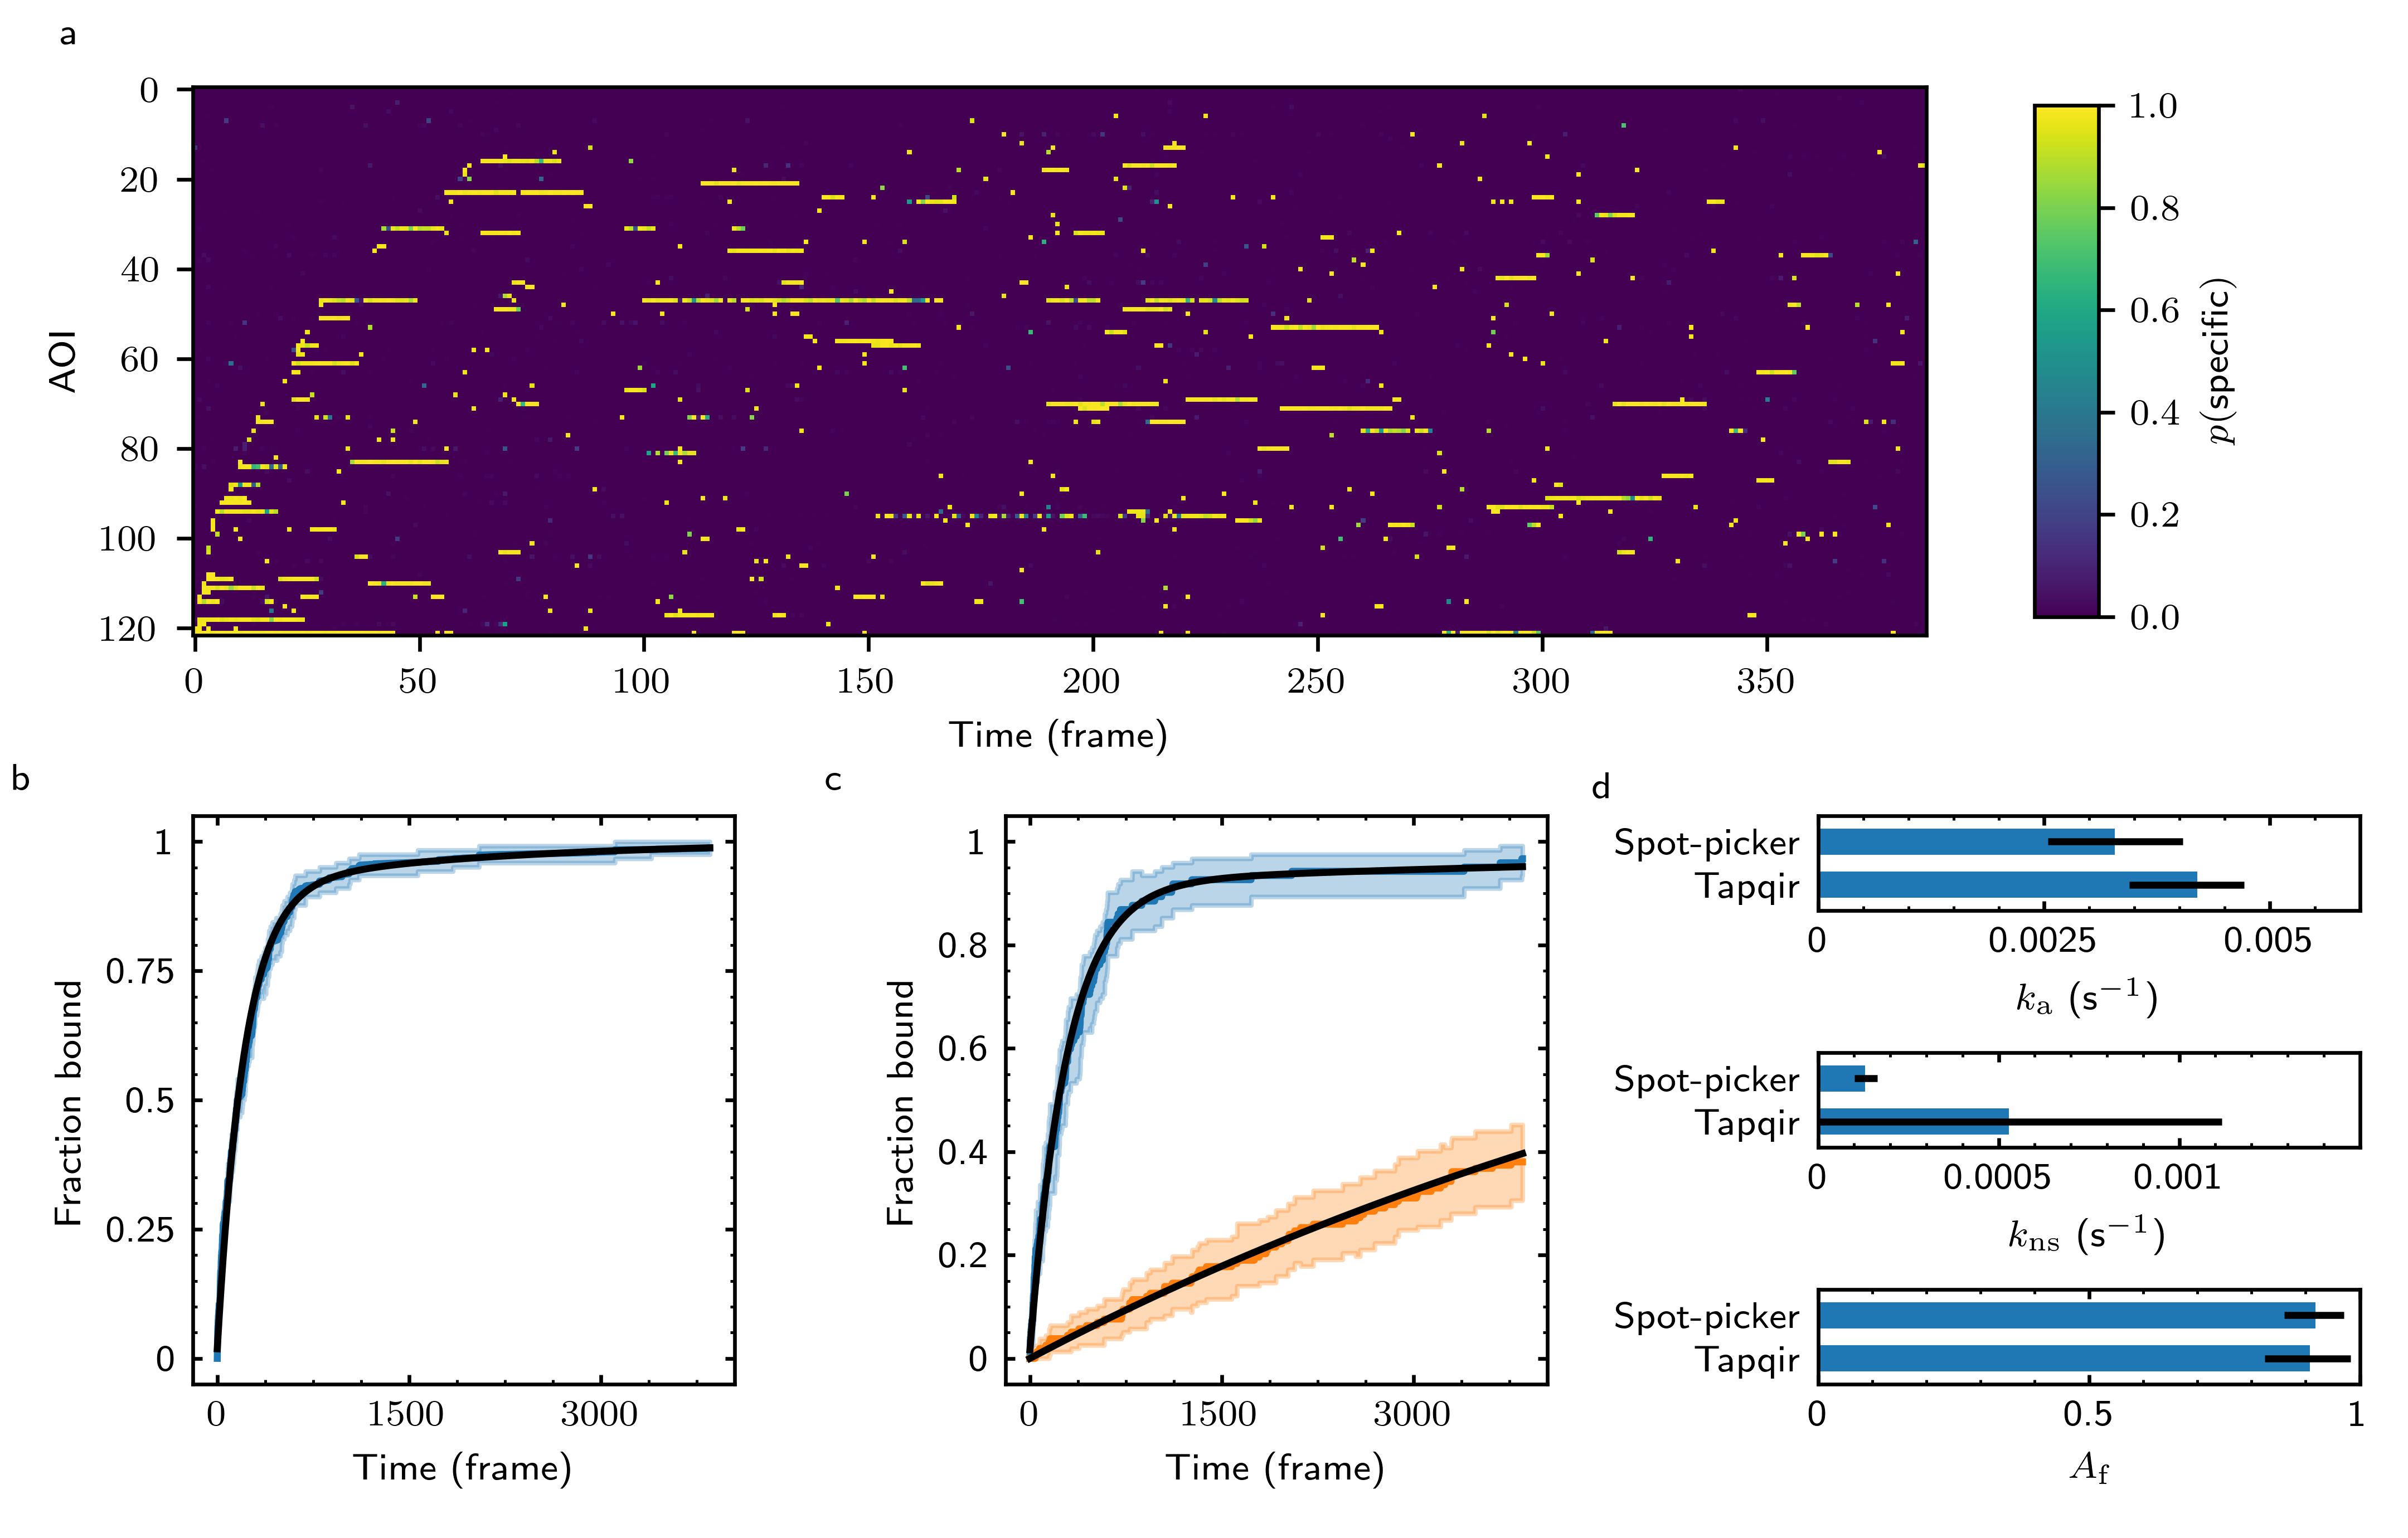 a
0
20
40
60
80
100
120
AOI
0 50 100 150 200 250 300 350
Time (frame)
1.0
0.8
0.6
0.4
0.2
0.0
p(specific)
b
1
0.75
0.5
0.25
0
Fraction bound
0 1500 3000
Time (frame)
c
1
0.8
0.6
0.4
0.2
0
Fraction bound
0 1500 3000
Time (frame)
d
Spot-picker
Tapqir
0 0.0025 0.005
kₐ (s⁻¹)
Spot-picker
Tapqir
0 0.0005 0.001
kₙₛ (s⁻¹)
Spot-picker
Tapqir
0 0.5 1
A_f